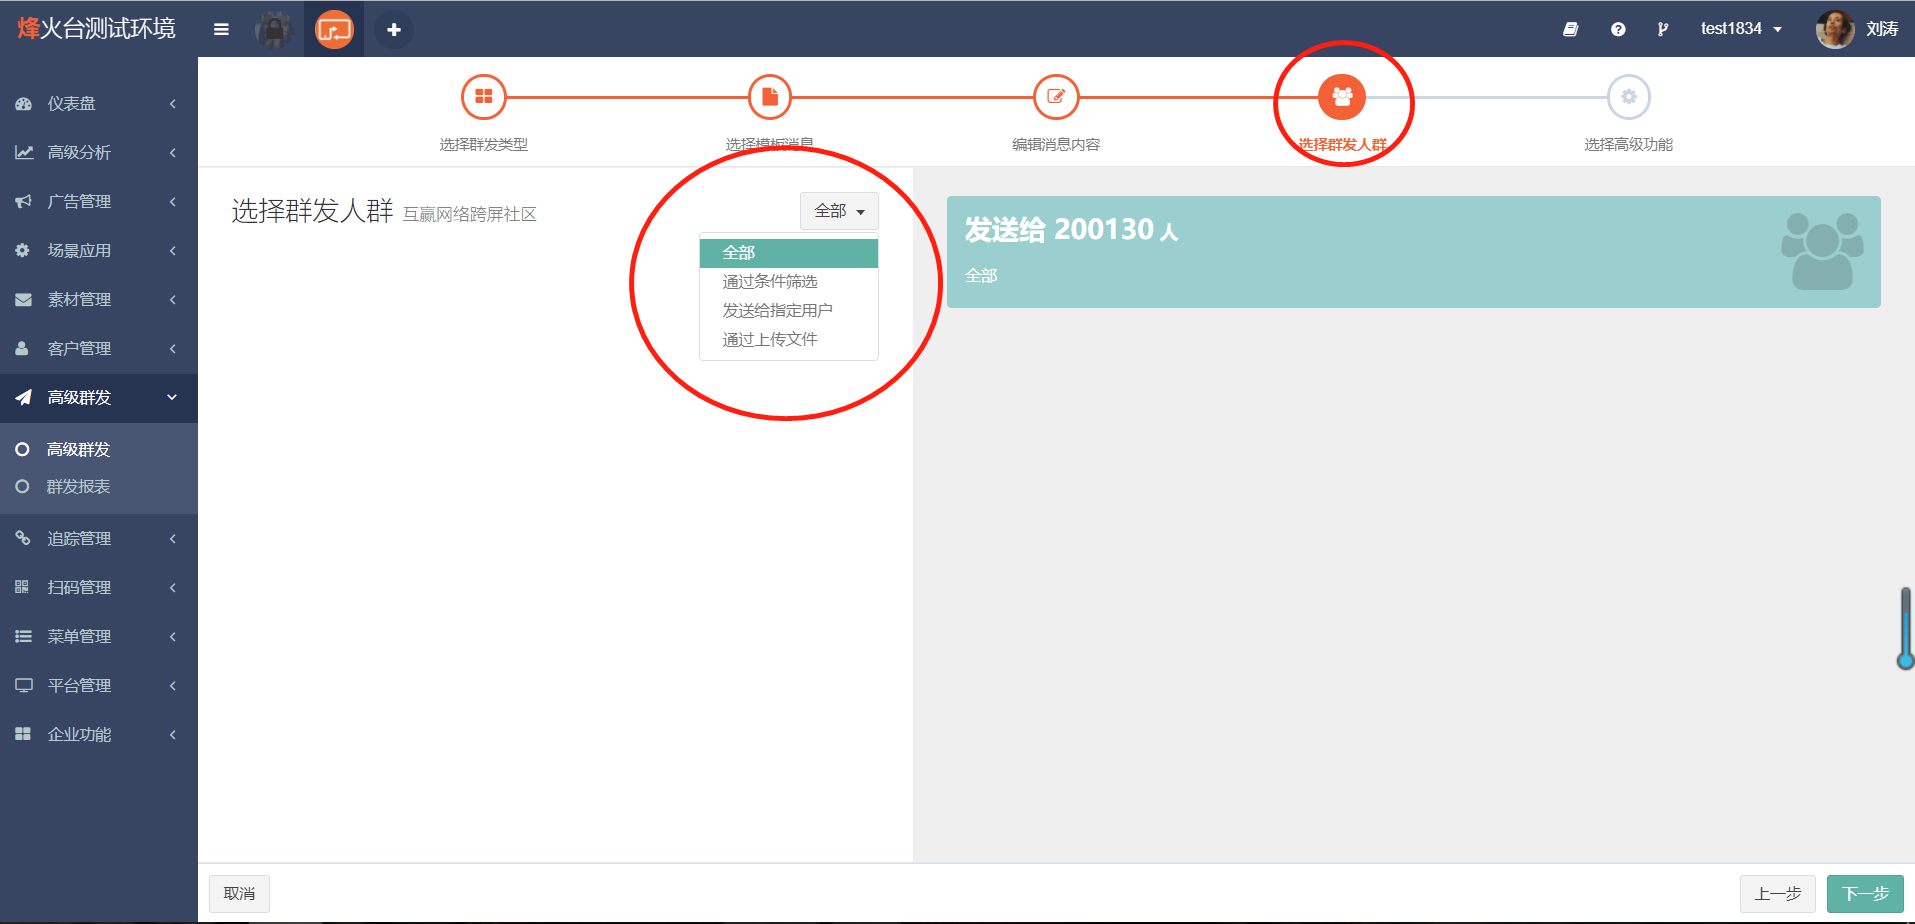 烽火台测试环境
test1834
刘涛
仪表盘
高级分析
广告管理
场景应用
素材管理
客户管理
高级群发
高级群发
群发报表
追踪管理
扫码管理
菜单管理
平台管理
企业功能
选择群发类型
选择模板消息
编辑消息内容
选择群发人群
选择高级功能
选择群发人群 互赢网络跨屏社区
全部
全部
通过条件筛选
发送给指定用户
通过上传文件
发送给 200130 人
全部
取消
上一步
下一步